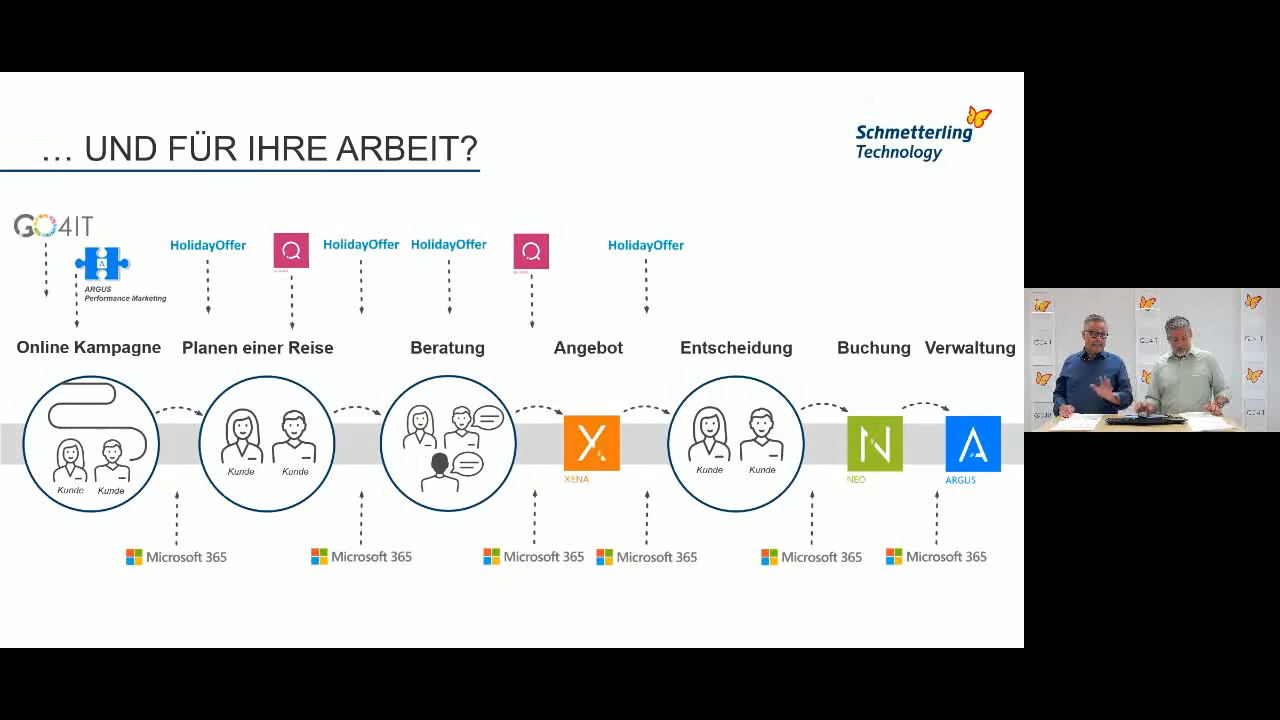 … UND FÜR IHRE ARBEIT?
Schmetterling
Technology
GO4IT
A
ARGUS
Performance Marketing
HolidayOffer
HolidayOffer
HolidayOffer
HolidayOffer
Online Kampagne
Planen einer Reise
Beratung
Angebot
Entscheidung
Buchung
Verwaltung
Kunde
Kunde
Kunde
Kunde
X
XENA
Kunde
Kunde
N
NEO
A
ARGUS
Microsoft 365
Microsoft 365
Microsoft 365
Microsoft 365
Microsoft 365
Microsoft 365